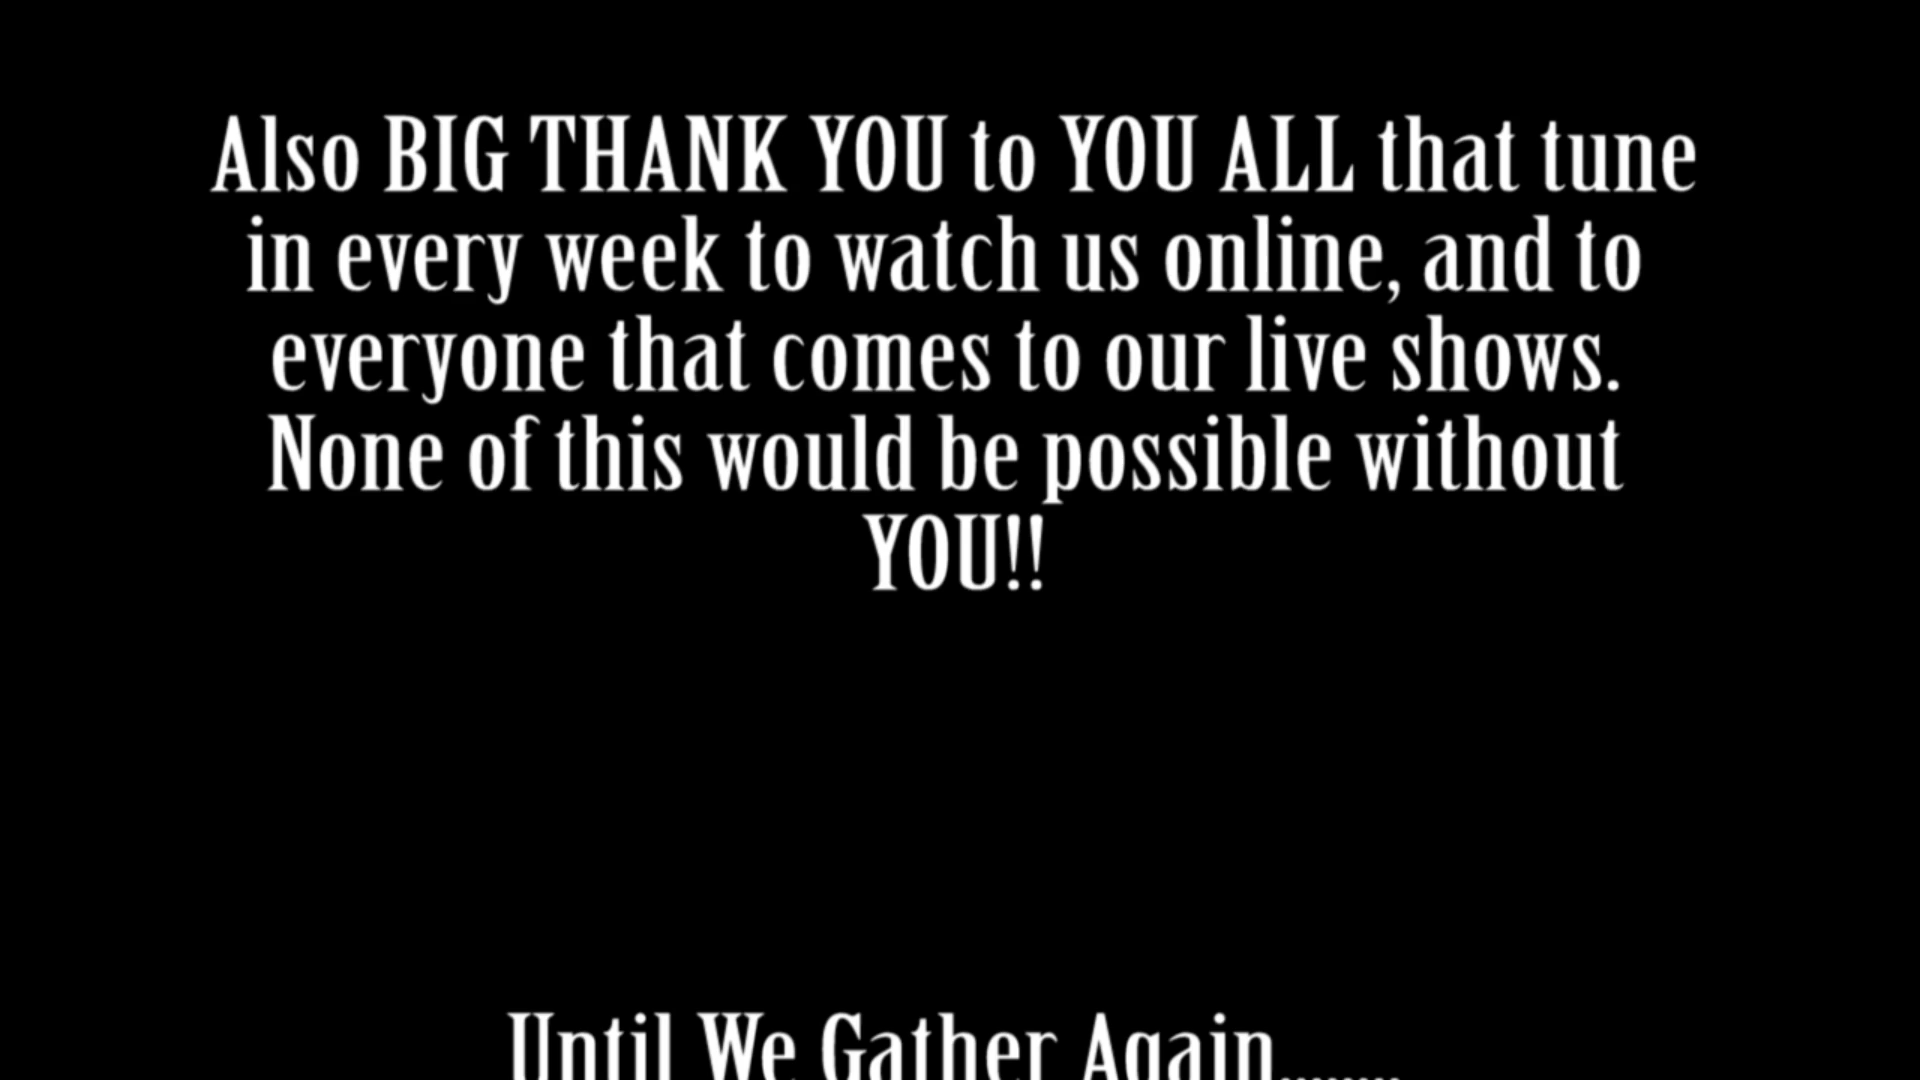 Also BIG THANK YOU to YOU ALL that tune
in every week to watch us online, and to
everyone that comes to our live shows.
None of this would be possible without
YOU!!
Until We Gather Again........